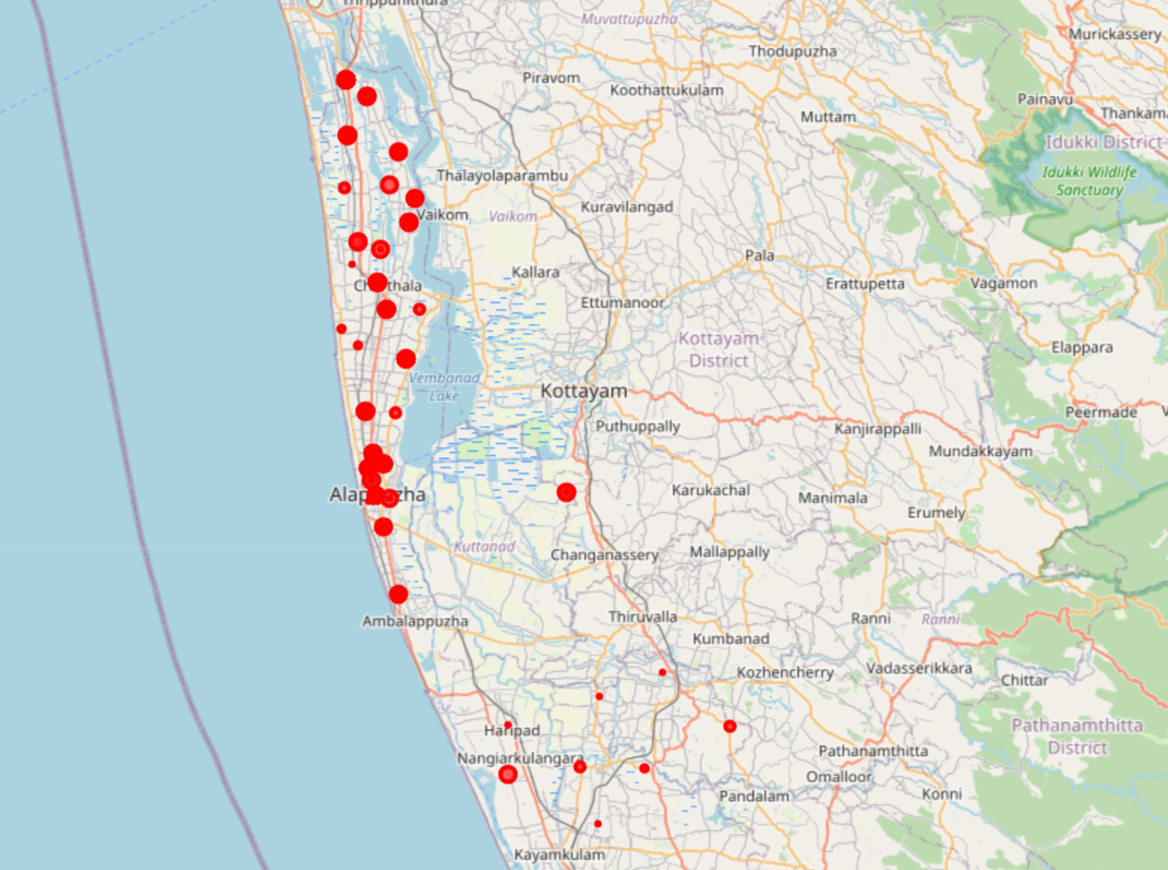 Thrippunithura
Muvattupuzha
Murickassery
Thodupuzha
Piravom
Koothattukulam
Painavu
Muttam
Idukki District
Thalayolaparambu
Idukki Wildlife
Sanctuary
Kuravilangad
Vaikom
Vaikom
Pala
Kallara
Erattupetta
Vagamon
Ettumanoor
Kottayam
District
Elappara
Vembanad
Lake
Kottayam
Peermade
Puthuppally
Kanjirappalli
Mundakkayam
Alappuzha
Karukachal
Manimala
Erumely
Kuttanad
Changanassery
Mallappally
Ambalappuzha
Thiruvalla
Ranni
Ranni
Kumbanad
Kozhencherry
Vadasserikkara
Chittar
Haripad
Pathanamthitta
District
Nangiarkulangara
Pathanamthitta
Omalloor
Pandalam
Konni
Kayamkulam